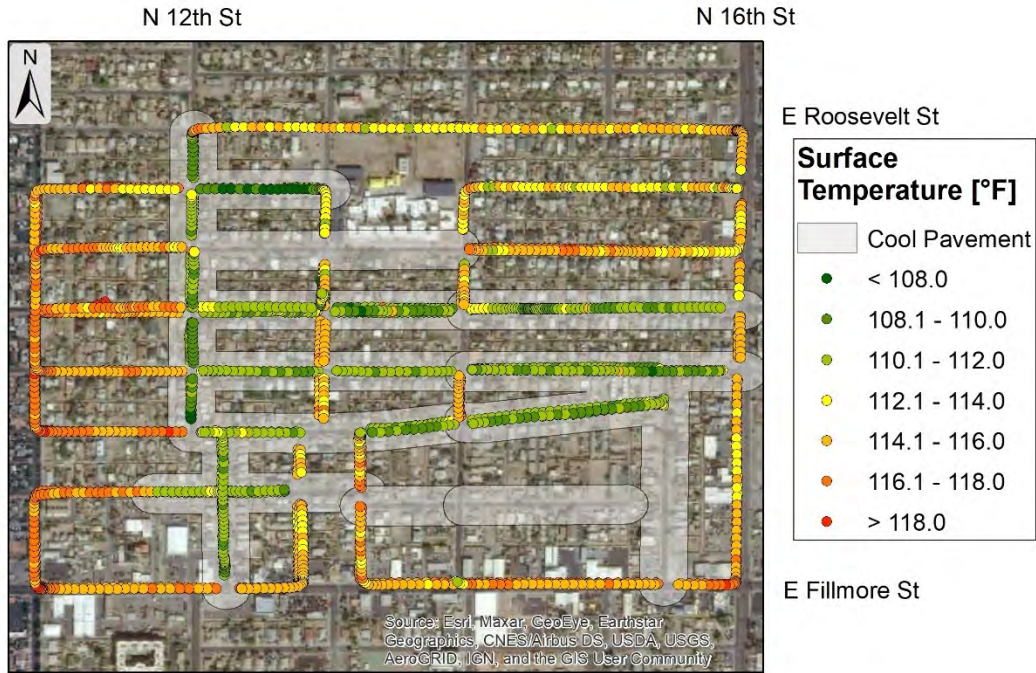 N 12th St
N 16th St
N
E Roosevelt St
Surface
Temperature [°F]
Cool Pavement
< 108.0
108.1 - 110.0
110.1 - 112.0
112.1 - 114.0
114.1 - 116.0
116.1 - 118.0
> 118.0
E Fillmore St
Source: Esri, Maxar, GeoEye, Earthstar
Geographics, CNES/Airbus DS, USDA, USGS,
AeroGRID, IGN, and the GIS User Community